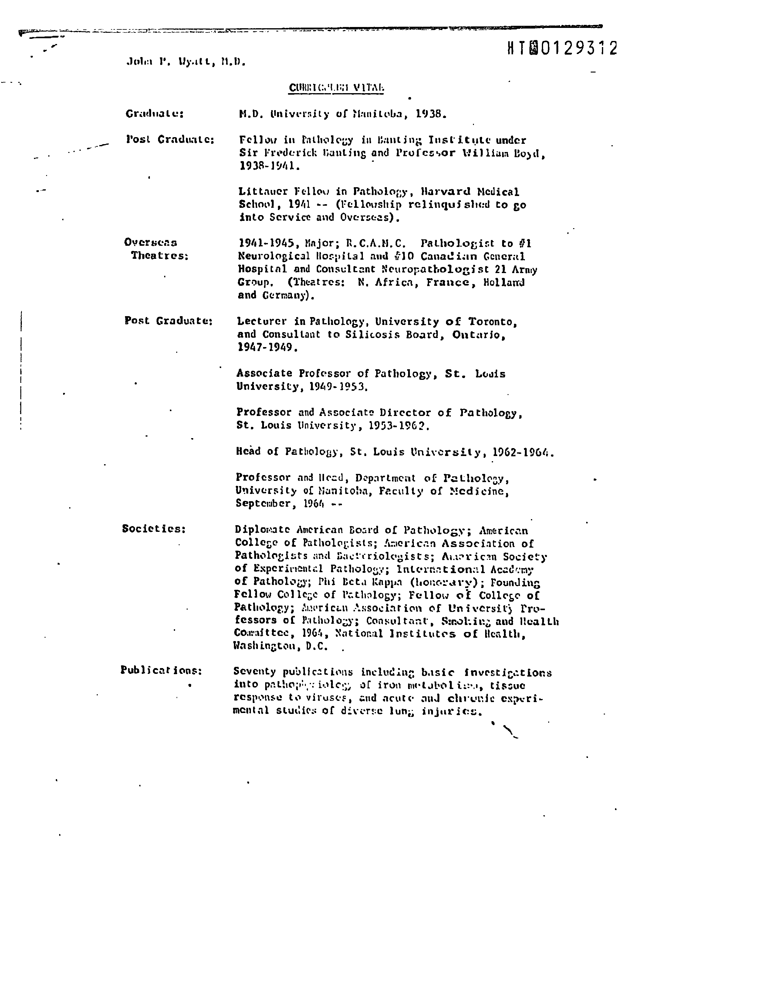 HT00129312
John P. Wyatt, M.D.
CURRICULUM VITAE
Graduate: M.D. University of Manitoba, 1938.
Post Graduate: Fellow in Pathology in Banting Institute under
Sir Frederick Banting and Professor William Boyd,
1938-1941.
Littauer Fellow in Pathology, Harvard Medical
School, 1941 -- (Fellowship relinquished to go
into Service and Overseas).
Overseas 1941-1945, Major; R.C.A.M.C. Pathologist to #1
Theatres: Neurological Hospital and #10 Canadian General
Hospital and Consultant Neuropathologist 21 Army
Group. (Theatres: N. Africa, France, Holland
and Germany).
Post Graduate: Lecturer in Pathology, University of Toronto,
and Consultant to Silicosis Board, Ontario,
1947-1949.
Associate Professor of Pathology, St. Louis
University, 1949-1953.
Professor and Associate Director of Pathology,
St. Louis University, 1953-1962.
Head of Pathology, St. Louis University, 1962-1964.
Professor and Head, Department of Pathology,
University of Manitoba, Faculty of Medicine,
September, 1964 --
Societies: Diplomate American Board of Pathology; American
College of Pathologists; American Association of
Pathologists and Bacteriologists; American Society
of Experimental Pathology; International Academy
of Pathology; Phi Beta Kappa (honorary); Founding
Fellow College of Pathology; Fellow of College of
Pathology; American Association of University Pro-
fessors of Pathology; Consultant, Smoking and Health
Committee, 1964, National Institutes of Health,
Washington, D.C.
Publications: Seventy publications including basic investigations
into pathophysiology of iron metabolism, tissue
response to viruses, and acute and chronic experi-
mental studies of diverse lung injuries.